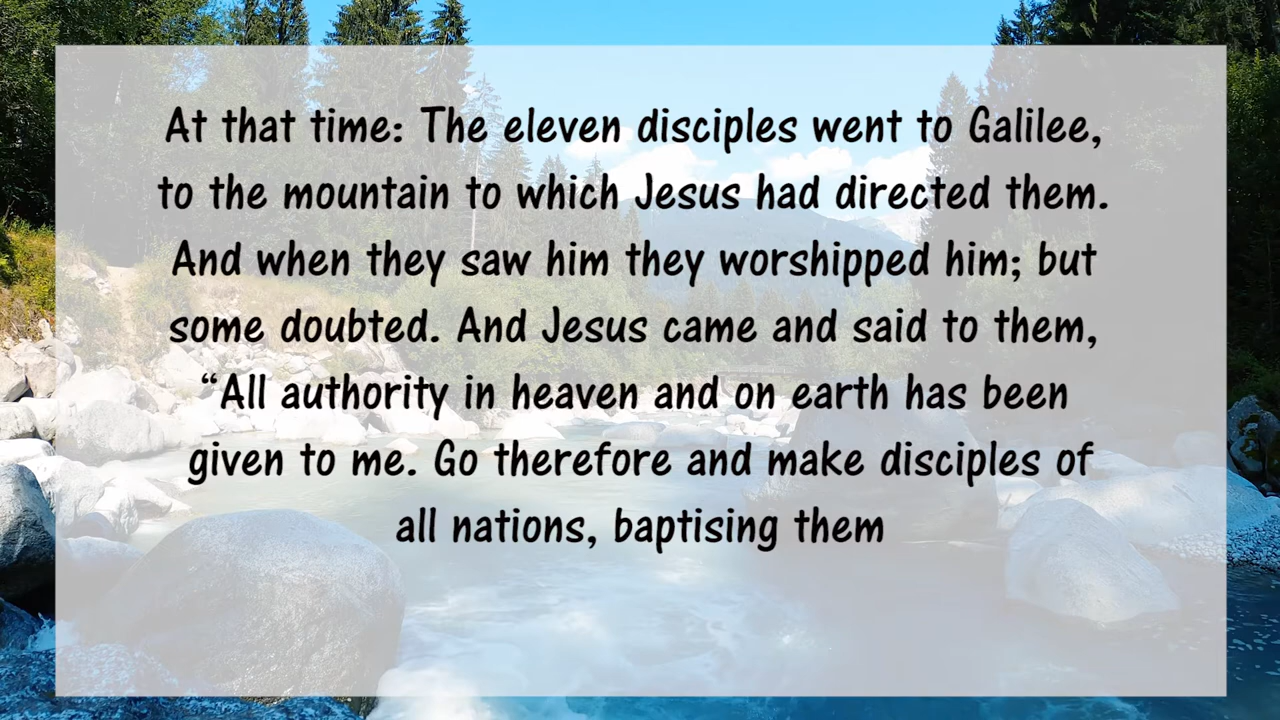 At that time: The eleven disciples went to Galilee,
to the mountain to which Jesus had directed them.
And when they saw him they worshipped him; but
some doubted. And Jesus came and said to them,
“All authority in heaven and on earth has been
given to me. Go therefore and make disciples of
all nations, baptising them